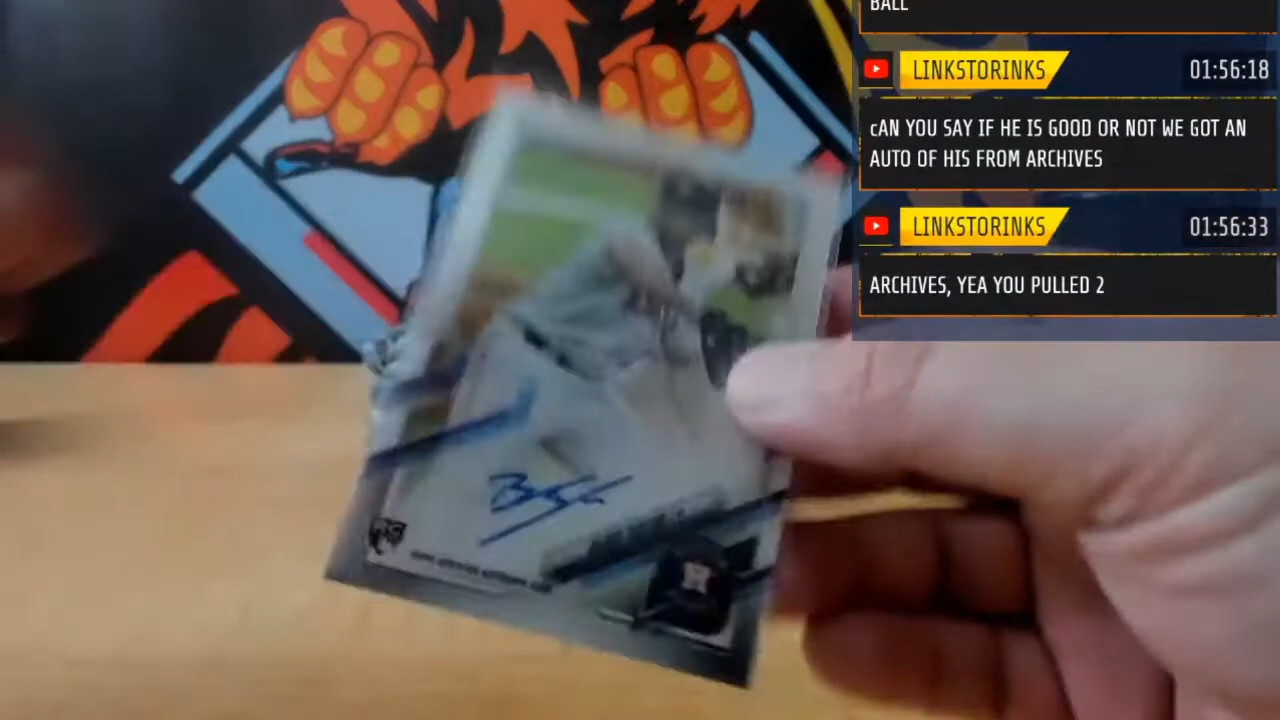 BALL
LINKSTORINKS
01:56:18
cAN YOU SAY IF HE IS GOOD OR NOT WE GOT AN
AUTO OF HIS FROM ARCHIVES
LINKSTORINKS
01:56:33
ARCHIVES, YEA YOU PULLED 2